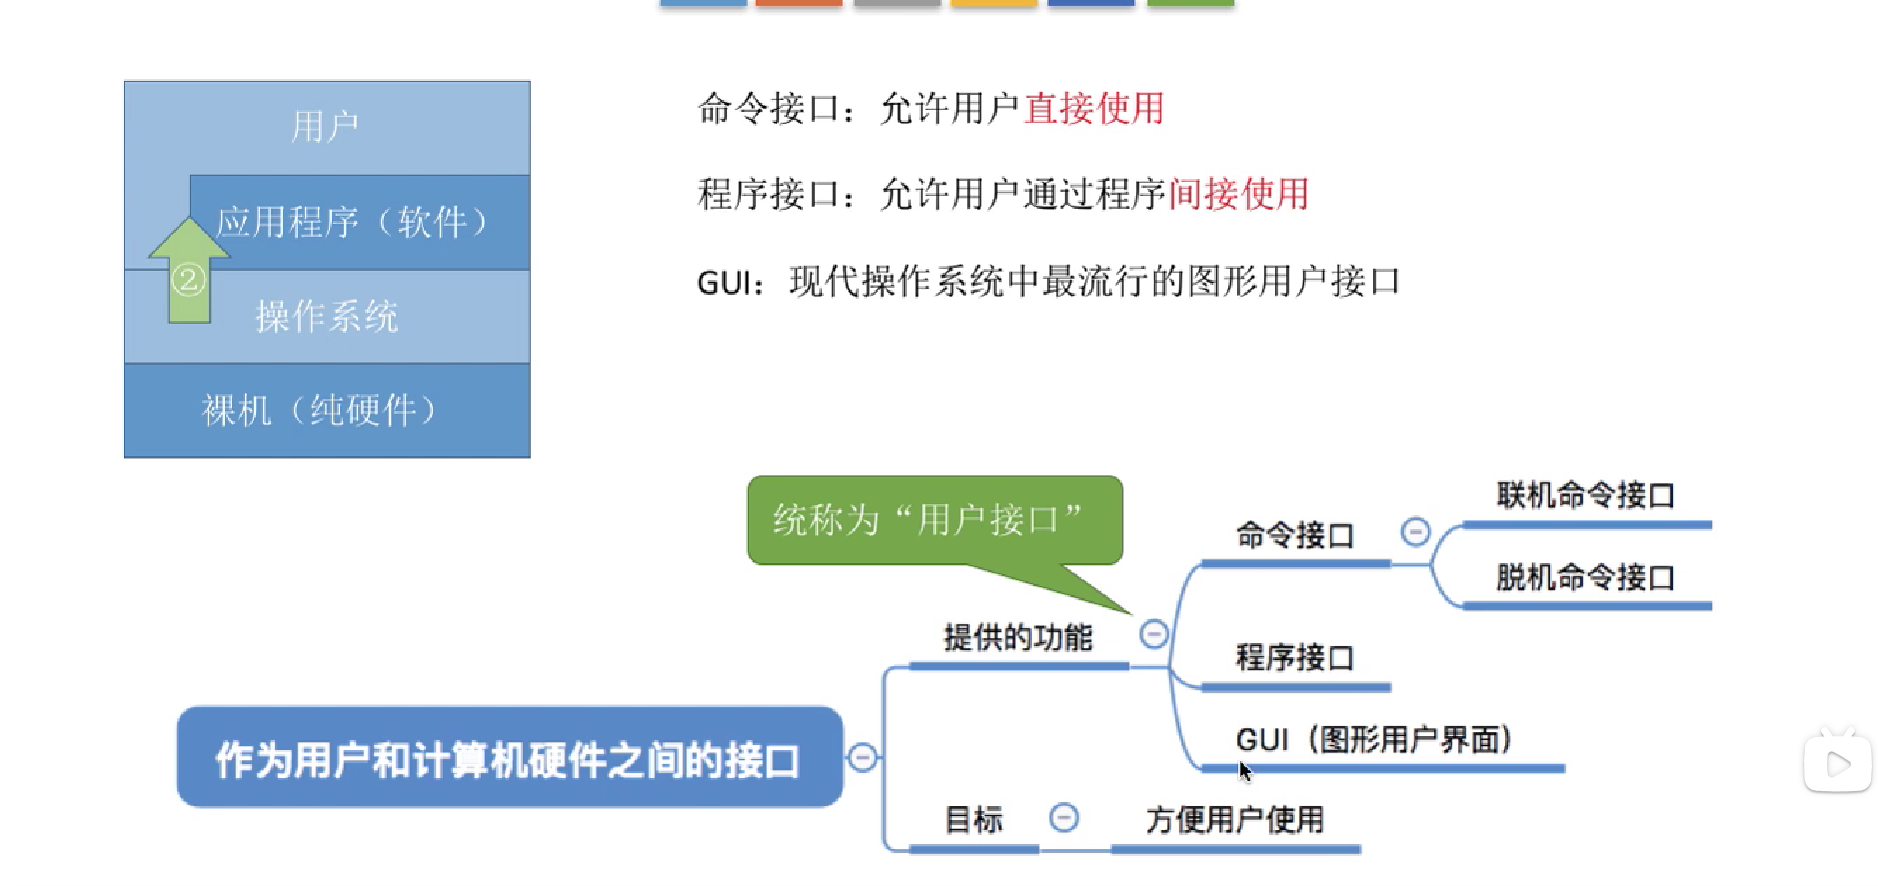 用户
应用程序（软件）
②
操作系统
裸机（纯硬件）
命令接口：允许用户直接使用
程序接口：允许用户通过程序间接使用
GUI：现代操作系统中最流行的图形用户接口
统称为“用户接口”
作为用户和计算机硬件之间的接口
提供的功能
命令接口
联机命令接口
脱机命令接口
程序接口
GUI（图形用户界面）
目标
方便用户使用